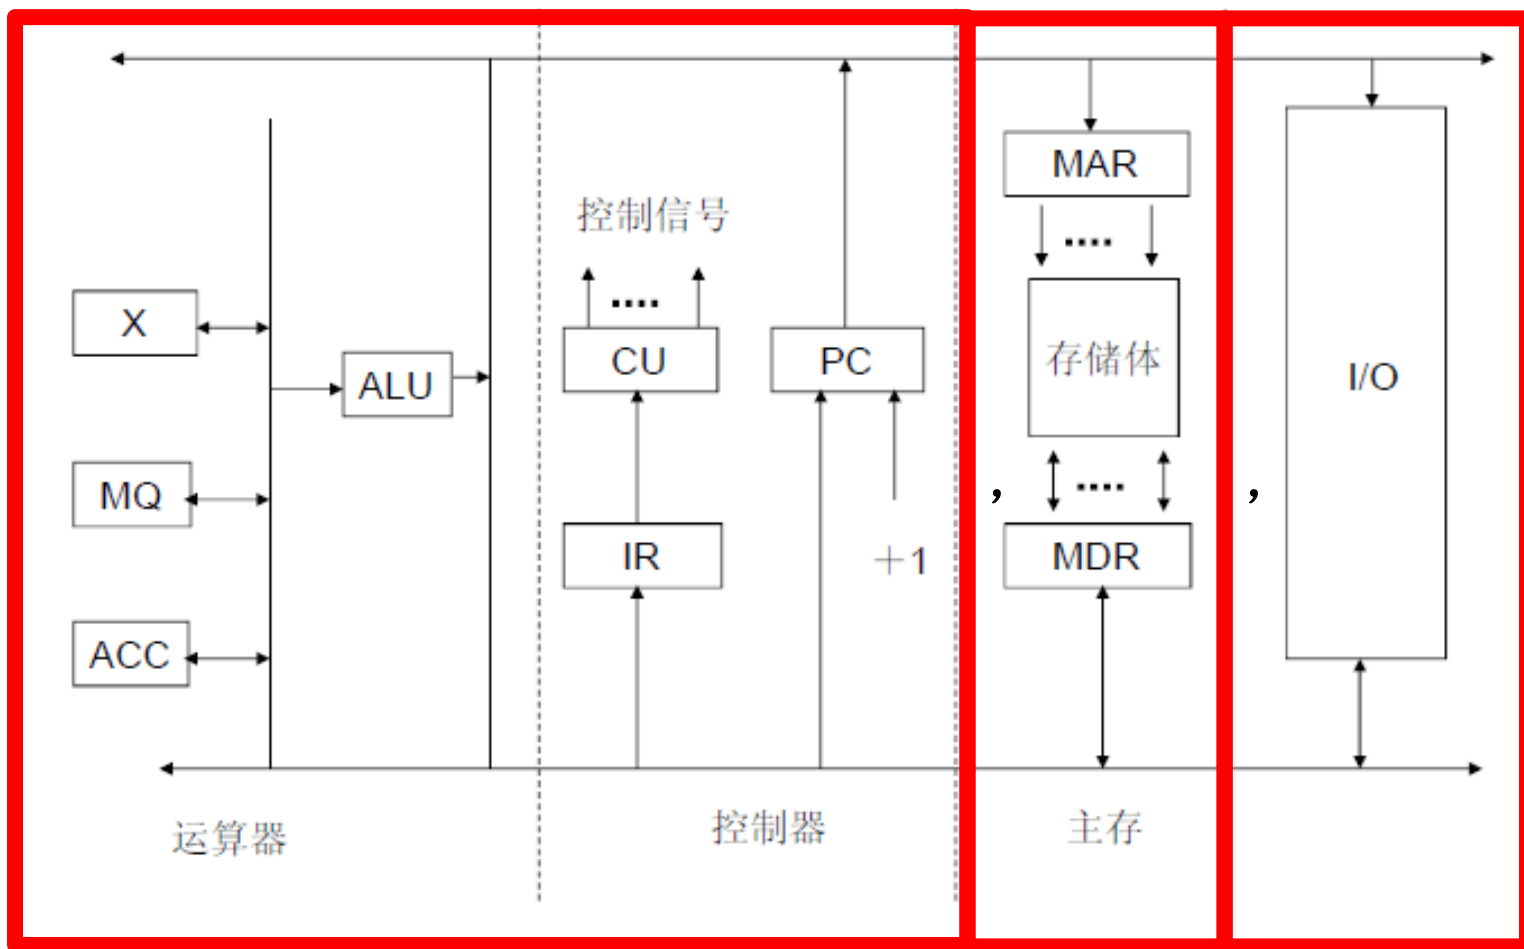 控制信号
MAR
....
X
....
CU
PC
存储体
I/O
ALU
MQ
,
....
,
IR
+1
MDR
ACC
运算器
控制器
主存